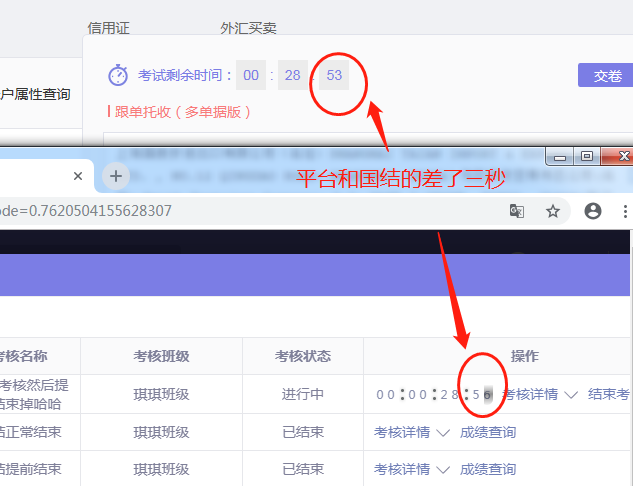 信用证 外汇买卖
考试剩余时间： 00 : 28 : 53 交卷
户属性查询
跟单托收（多单据版）
平台和国结的差了三秒
ode=0.7620504155628307
考核名称 考核班级 考核状态 操作
考核然后提
结束掉哈哈 琪琪班级 进行中 00:00:28:56 考核详情 结束考
结正常结束 琪琪班级 已结束 考核详情 成绩查询
结提前结束 琪琪班级 已结束 考核详情 成绩查询